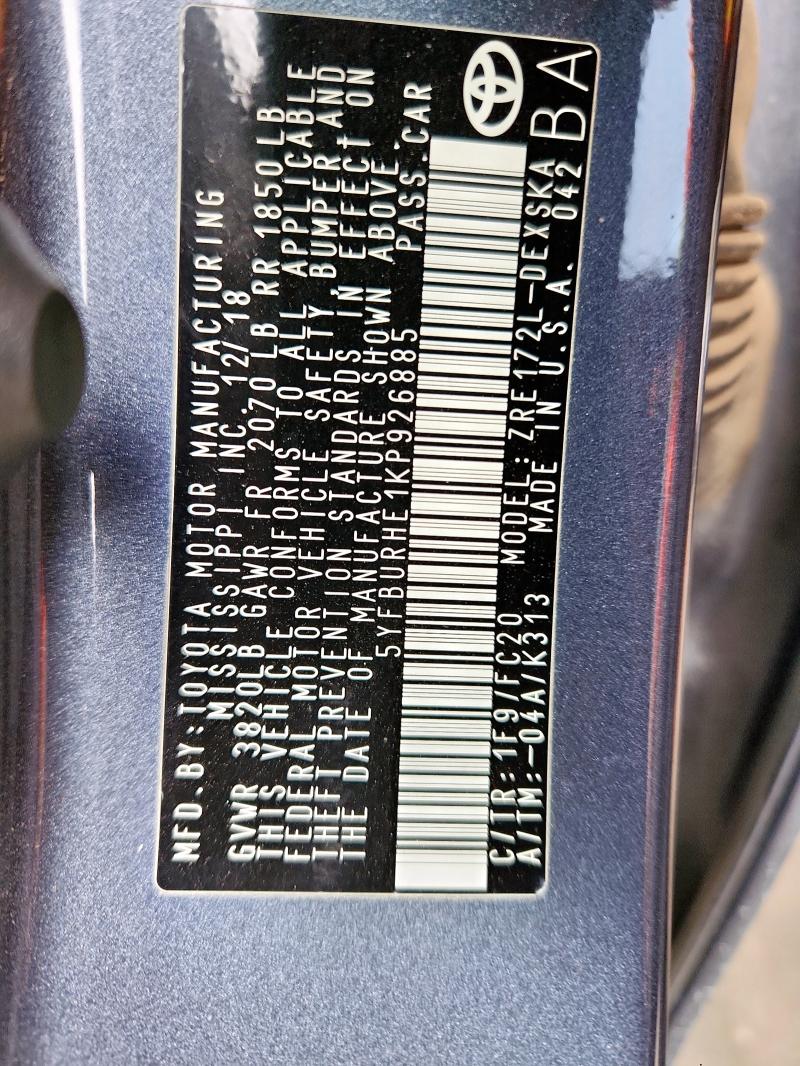 MFD.BY:TOYOTA MOTOR MANUFACTURING
MISSISSIPPI INC. 12/18
GVWR 3820LB GAWR FR 2070 LB RR 1850LB
THIS VEHICLE CONFORMS TO ALL APPLICABLE
FEDERAL MOTOR VEHICLE SAFETY, BUMPER, AND
THEFT PREVENTION STANDARDS IN EFFECT ON
THE DATE OF MANUFACTURE SHOWN ABOVE.
5YFBURHE1KP926885 PASS.CAR
C/TR:1F9/FC20 MODEL:ZRE172L-DEXSKA
A/TM:-04A/K313 MADE IN U.S.A. 042 BA